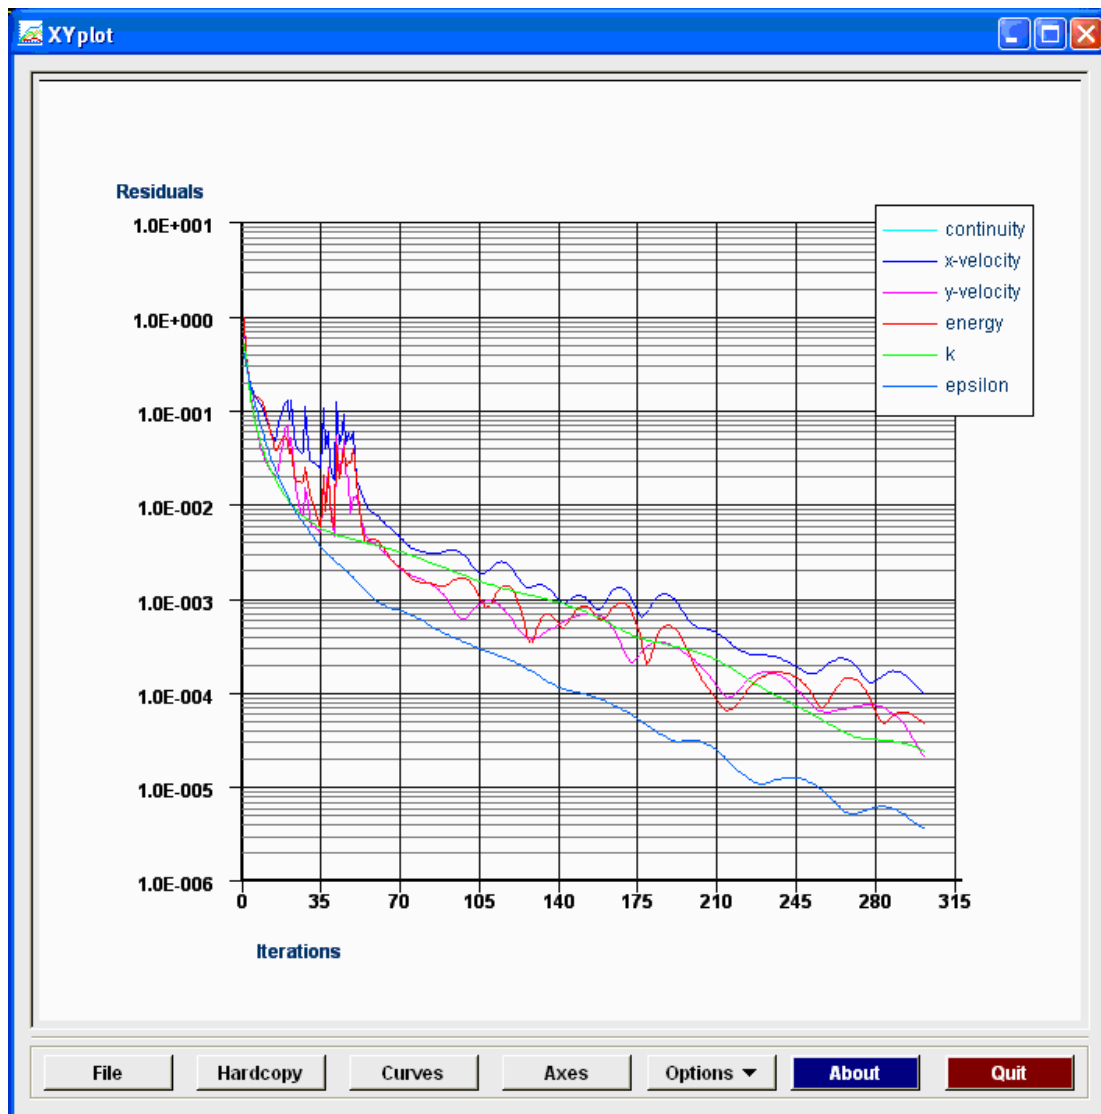 XYplot
Residuals
1.0E+001
1.0E+000
1.0E-001
1.0E-002
1.0E-003
1.0E-004
1.0E-005
1.0E-006
continuity
x-velocity
y-velocity
energy
k
epsilon
0 35 70 105 140 175 210 245 280 315
Iterations
File Hardcopy Curves Axes Options About Quit